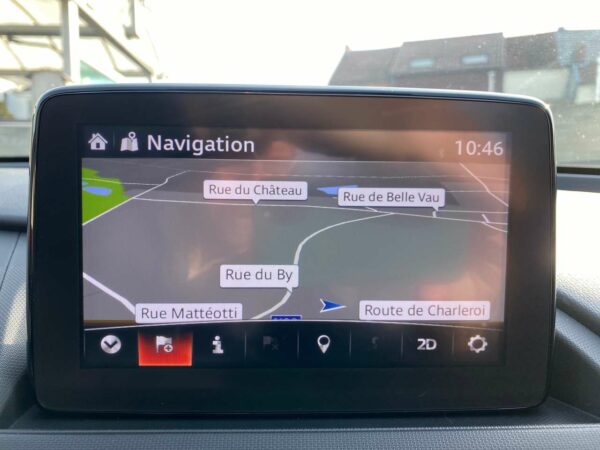 Navigation
10:46
Rue du Château
Rue de Belle Vau
Rue du By
Rue Mattéotti
Route de Charleroi
2D